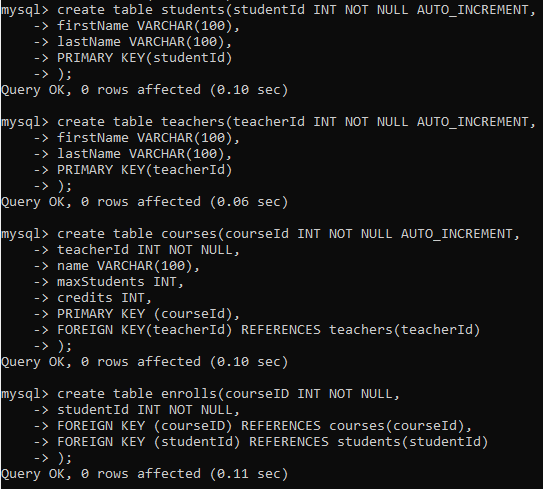 mysql> create table students(studentId INT NOT NULL AUTO_INCREMENT,
-> firstName VARCHAR(100),
-> lastName VARCHAR(100),
-> PRIMARY KEY(studentId)
-> );
Query OK, 0 rows affected (0.10 sec)
mysql> create table teachers(teacherId INT NOT NULL AUTO_INCREMENT,
-> firstName VARCHAR(100),
-> lastName VARCHAR(100),
-> PRIMARY KEY(teacherId)
-> );
Query OK, 0 rows affected (0.06 sec)
mysql> create table courses(courseId INT NOT NULL AUTO_INCREMENT,
-> teacherId INT NOT NULL,
-> name VARCHAR(100),
-> maxStudents INT,
-> credits INT,
-> PRIMARY KEY (courseId),
-> FOREIGN KEY(teacherId) REFERENCES teachers(teacherId)
-> );
Query OK, 0 rows affected (0.10 sec)
mysql> create table enrolls(courseID INT NOT NULL,
-> studentId INT NOT NULL,
-> FOREIGN KEY (courseID) REFERENCES courses(courseId),
-> FOREIGN KEY (studentId) REFERENCES students(studentId)
-> );
Query OK, 0 rows affected (0.11 sec)